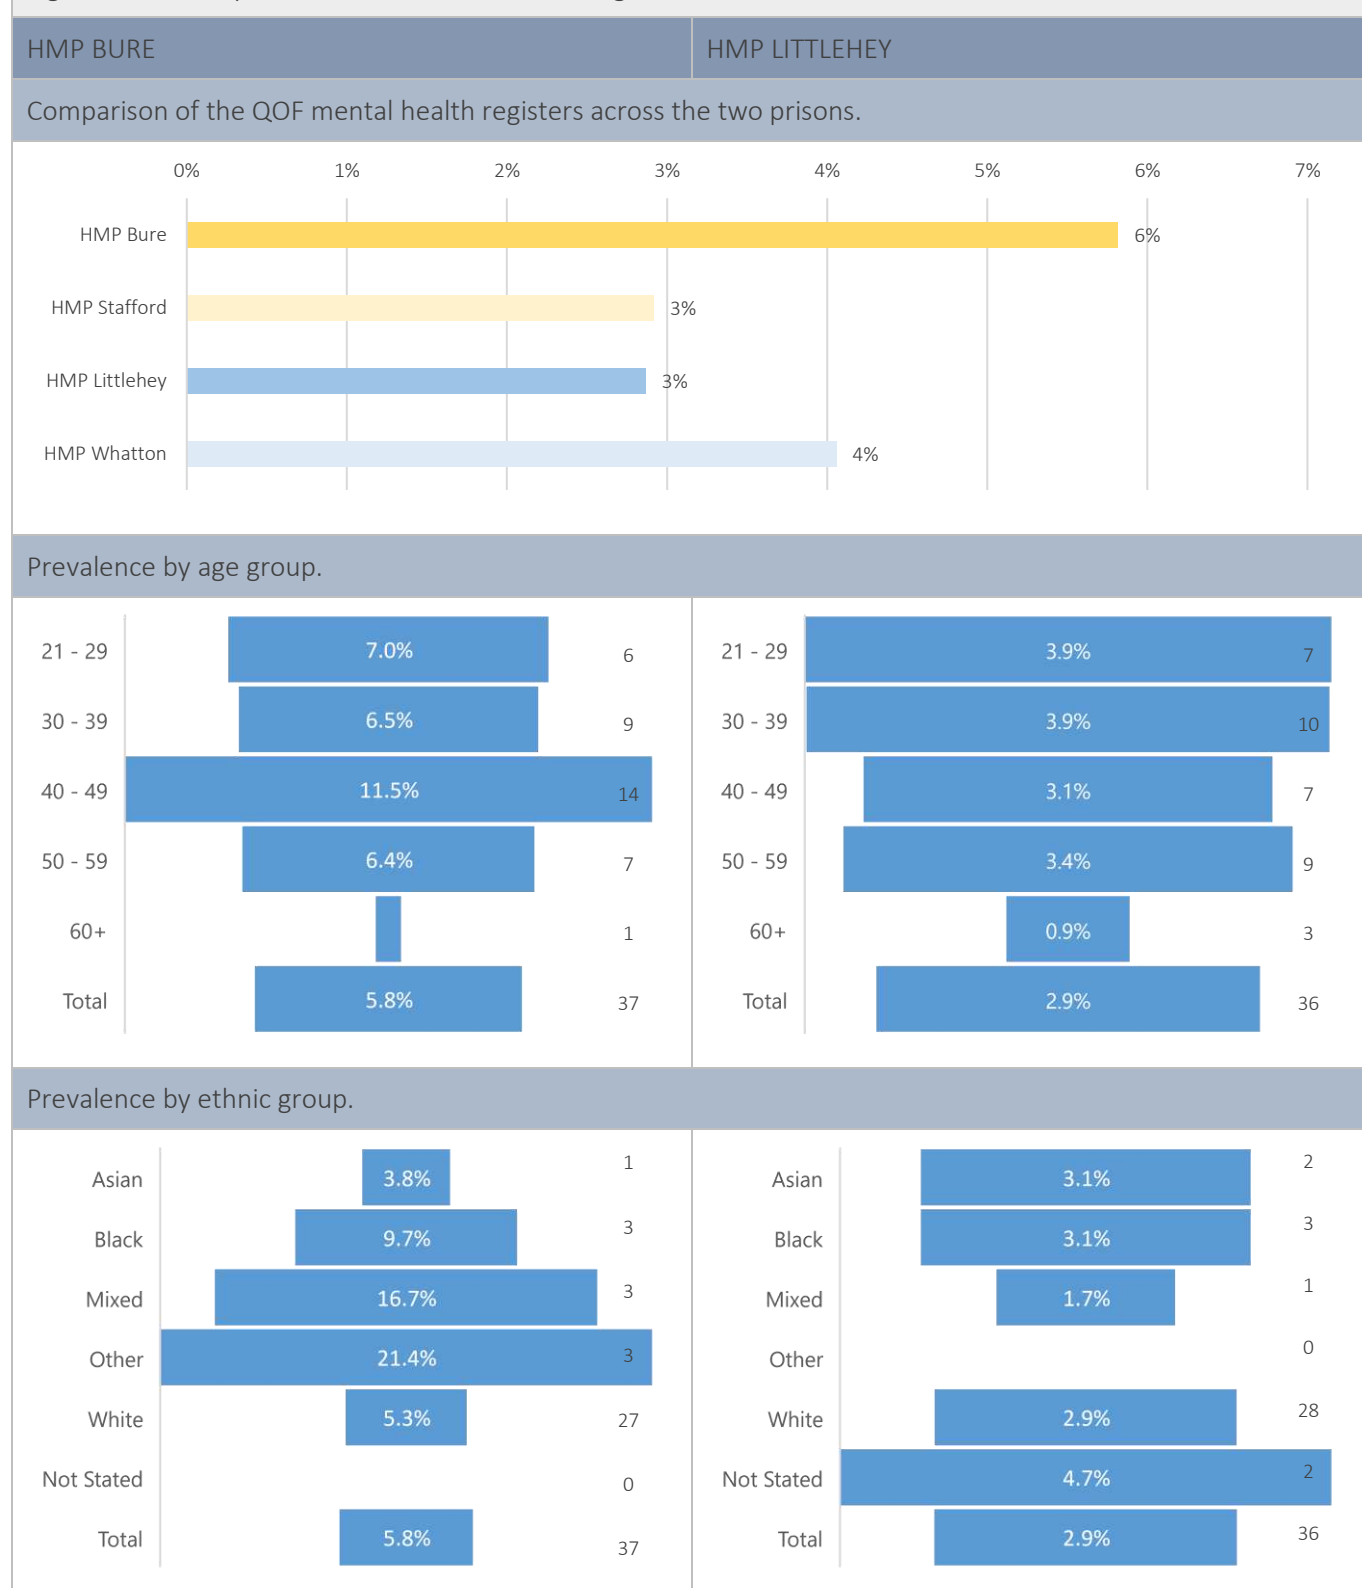 HMP BURE
HMP LITTLEHEY
Comparison of the QOF mental health registers across the two prisons.
0% 1% 2% 3% 4% 5% 6% 7%
HMP Bure 6%
HMP Stafford 3%
HMP Littlehey 3%
HMP Whatton 4%
Prevalence by age group.
21 - 29 7.0% 6
30 - 39 6.5% 9
40 - 49 11.5% 14
50 - 59 6.4% 7
60+ 1
Total 5.8% 37
21 - 29 3.9% 7
30 - 39 3.9% 10
40 - 49 3.1% 7
50 - 59 3.4% 9
60+ 0.9% 3
Total 2.9% 36
Prevalence by ethnic group.
Asian 3.8% 1
Black 9.7% 3
Mixed 16.7% 3
Other 21.4% 3
White 5.3% 27
Not Stated 0
Total 5.8% 37
Asian 3.1% 2
Black 3.1% 3
Mixed 1.7% 1
Other 0
White 2.9% 28
Not Stated 4.7% 2
Total 2.9% 36